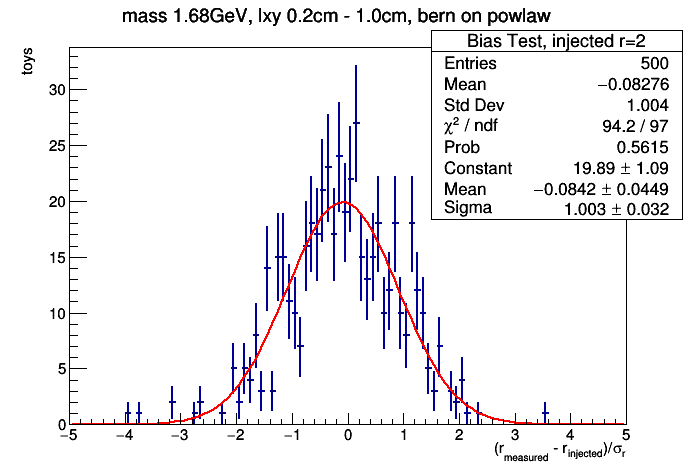 mass 1.68GeV, lxy 0.2cm - 1.0cm, bern on powlaw
toys
Bias Test, injected r=2
Entries 500
Mean −0.08276
Std Dev 1.004
χ² / ndf 94.2 / 97
Prob 0.5615
Constant 19.89 ± 1.09
Mean −0.0842 ± 0.0449
Sigma 1.003 ± 0.032
30
25
20
15
10
5
0
−5 −4 −3 −2 −1 0 1 2 3 4 5
(r_measured - r_injected)/σ_r